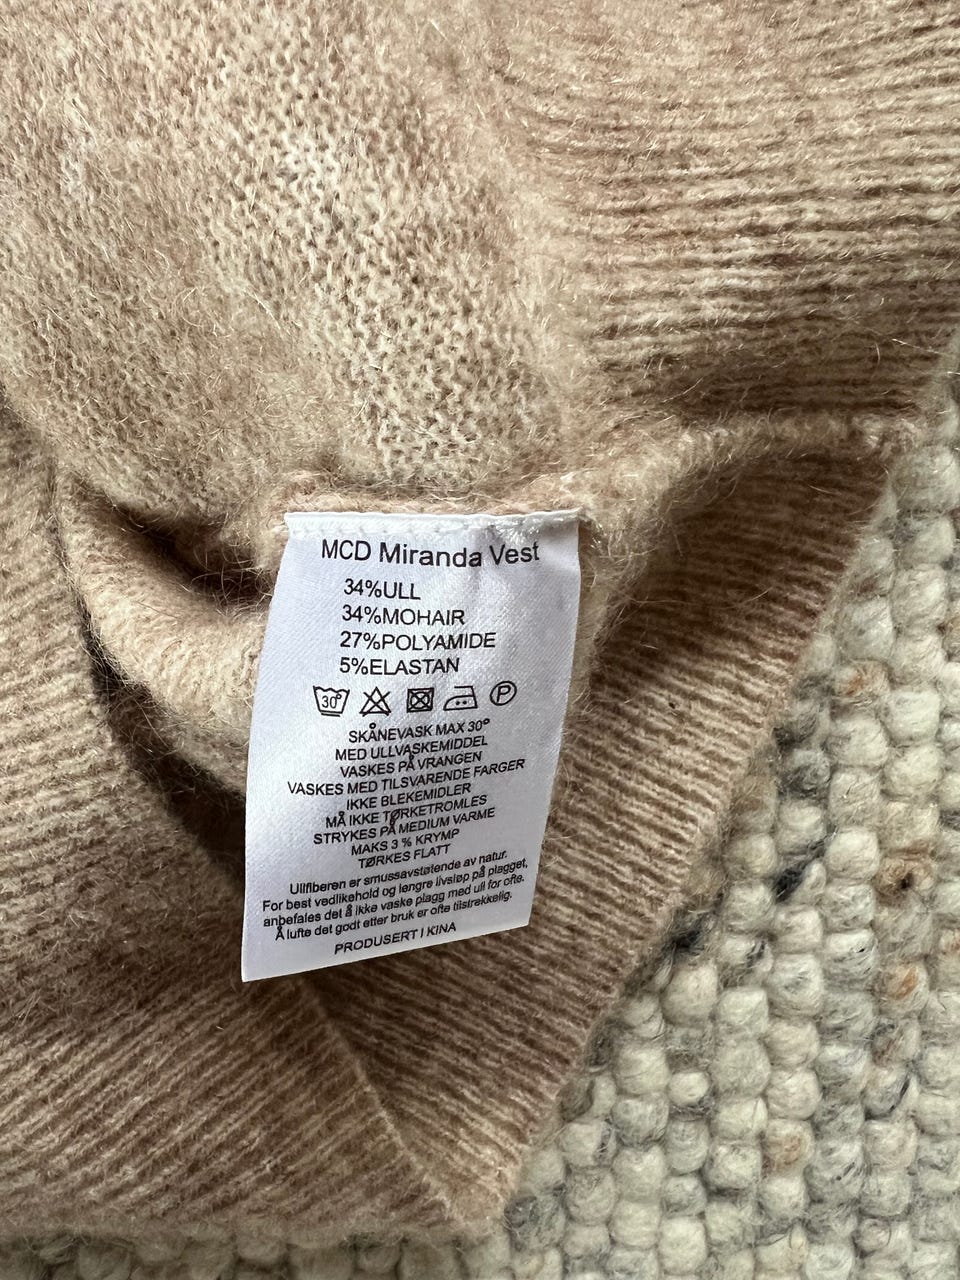 MCD Miranda Vest
34%ULL
34%MOHAIR
27%POLYAMIDE
5%ELASTAN
30° P
SKÅNEVASK MAX 30°
MED ULLVASKEMIDDEL
VASKES PÅ VRANGEN
VASKES MED TILSVARENDE FARGER
IKKE BLEKEMIDLER
MÅ IKKE TØRKETROMLES
STRYKES PÅ MEDIUM VARME
MAKS 3 % KRYMP
TØRKES FLATT
Ullfiberen er smussavstøtende av natur.
For best vedlikehold og lengre livsløp på plagget,
anbefales det å ikke vaske plagg med ull for ofte.
Å lufte det godt etter bruk er ofte tilstrekkelig.
PRODUSERT I KINA